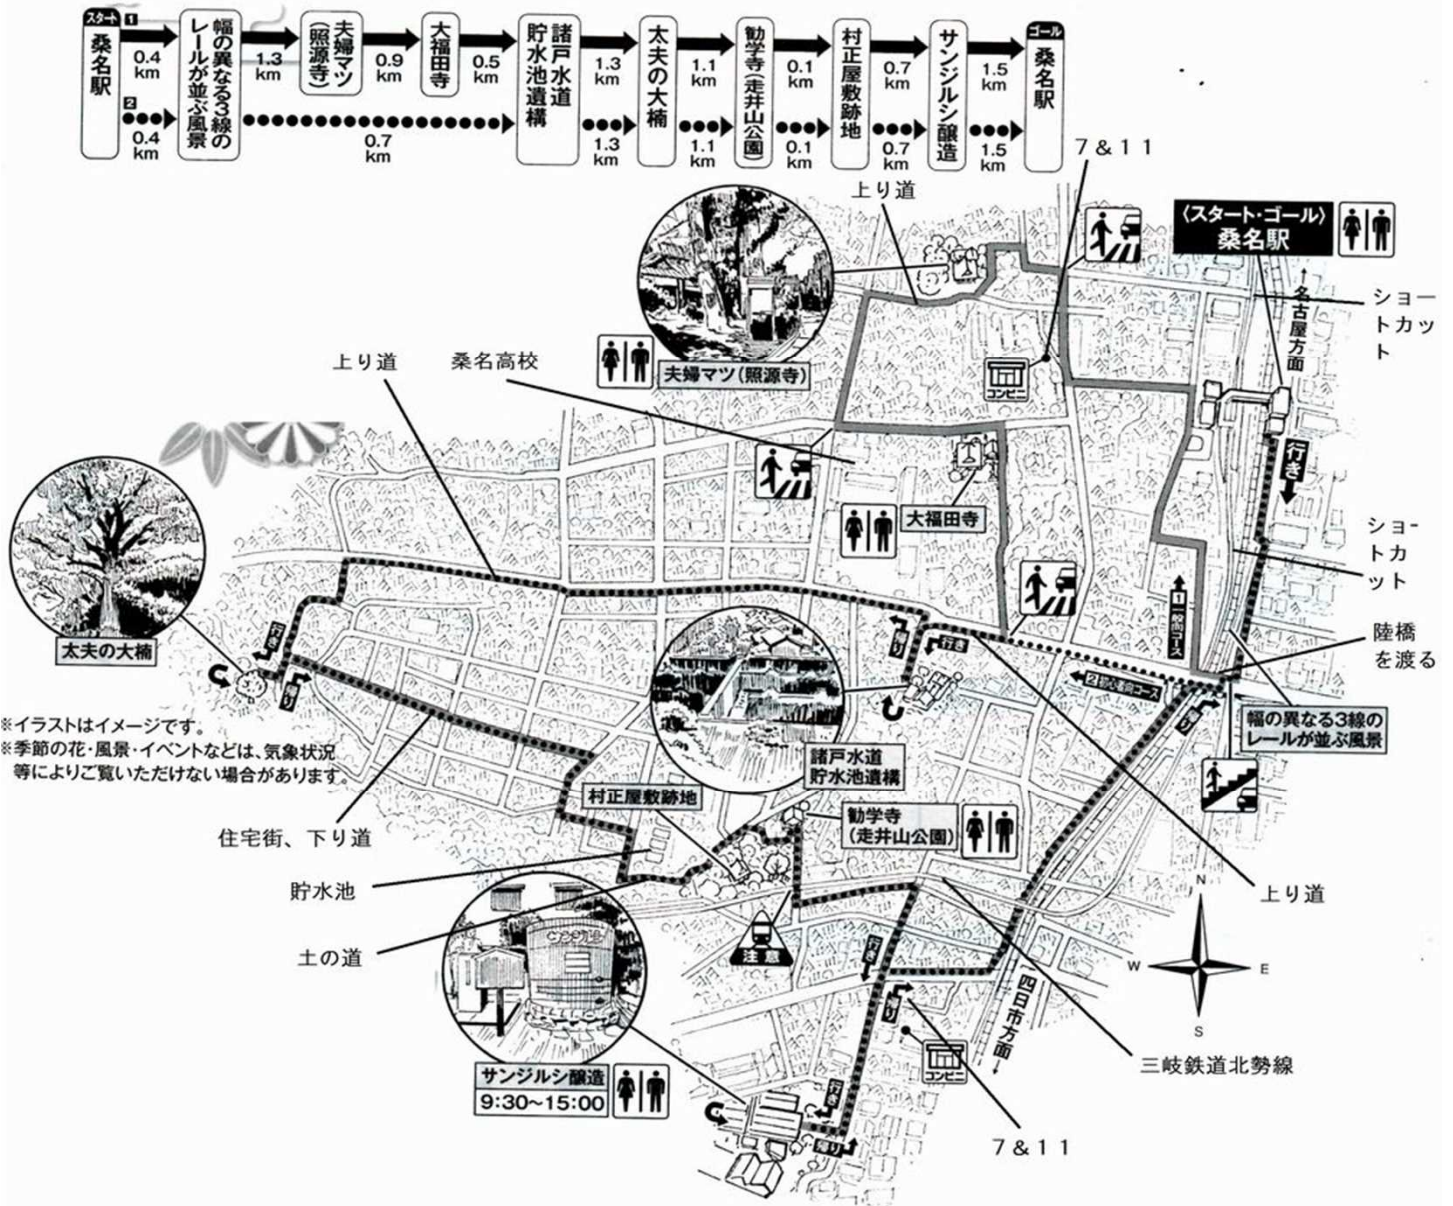 スタート
桑名駅
1
0.4
km
2
0.4
km
幅の異なる3線の
レールが並ぶ風景
1.3
km
夫婦マツ
(照源寺)
0.9
km
大福田寺
0.5
km
0.7
km
諸戸水道
貯水池遺構
1.3
km
1.3
km
太夫の大楠
1.1
km
1.1
km
勧学寺(走井山公園)
0.1
km
0.1
km
村正屋敷跡地
0.7
km
0.7
km
サンジルシ醸造
1.5
km
1.5
km
ゴール
桑名駅
7&11
上り道
〈スタート・ゴール〉
桑名駅
←名古屋方面
ショー
トカッ
ト
夫婦マツ(照源寺)
コンビニ
上り道
桑名高校
行き
大福田寺
ショー
トカ
ット
1一般向コース
陸橋
を渡る
太夫の大楠
行き
帰り
帰り
行き
2初心者向コース
帰り
幅の異なる3線の
レールが並ぶ風景
※イラストはイメージです。
※季節の花・風景・イベントなどは、気象状況
等によりご覧いただけない場合があります。
諸戸水道
貯水池遺構
村正屋敷跡地
勧学寺
(走井山公園)
住宅街、下り道
貯水池
上り道
土の道
注意
サンジルシ
行き
帰り
四日市方面→
N
W
E
S
三岐鉄道北勢線
コンビニ
サンジルシ醸造
9:30~15:00
行き
帰り
7&11